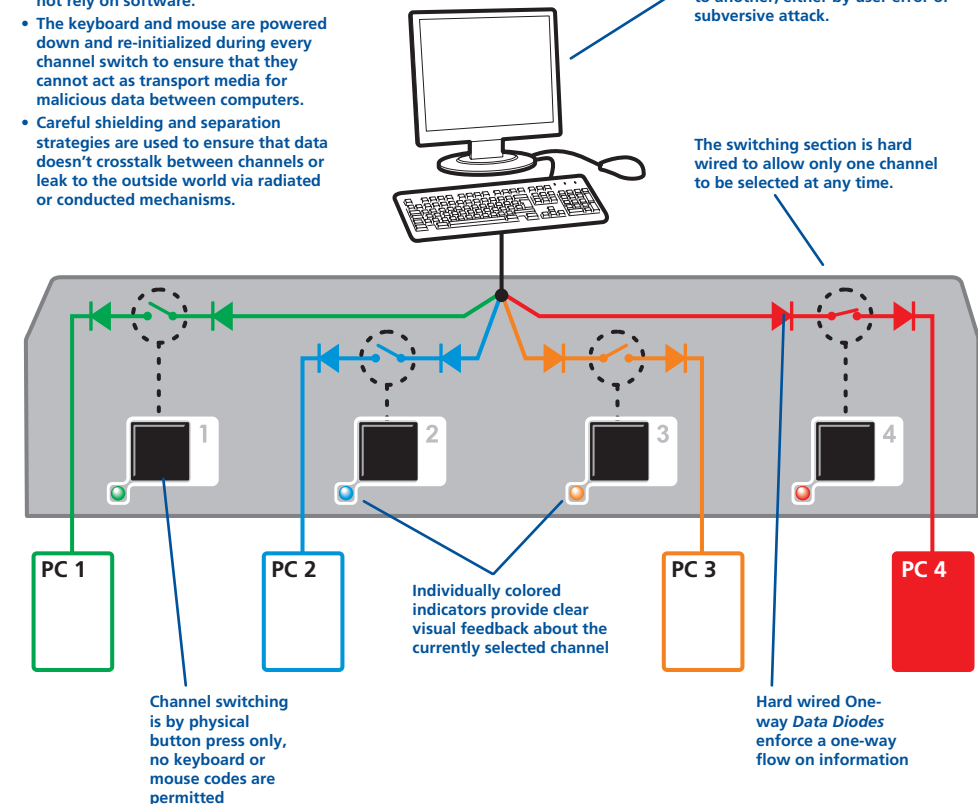 not rely on software.
• The keyboard and mouse are powered
down and re-initialized during every
channel switch to ensure that they
cannot act as transport media for
malicious data between computers.
• Careful shielding and separation
strategies are used to ensure that data
doesn't crosstalk between channels or
leak to the outside world via radiated
or conducted mechanisms.
to another, either by user error or
subversive attack.
The switching section is hard
wired to allow only one channel
to be selected at any time.
1
2
3
4
PC 1
PC 2
PC 3
PC 4
Individually colored
indicators provide clear
visual feedback about the
currently selected channel
Channel switching
is by physical
button press only,
no keyboard or
mouse codes are
permitted
Hard wired One-
way Data Diodes
enforce a one-way
flow on information